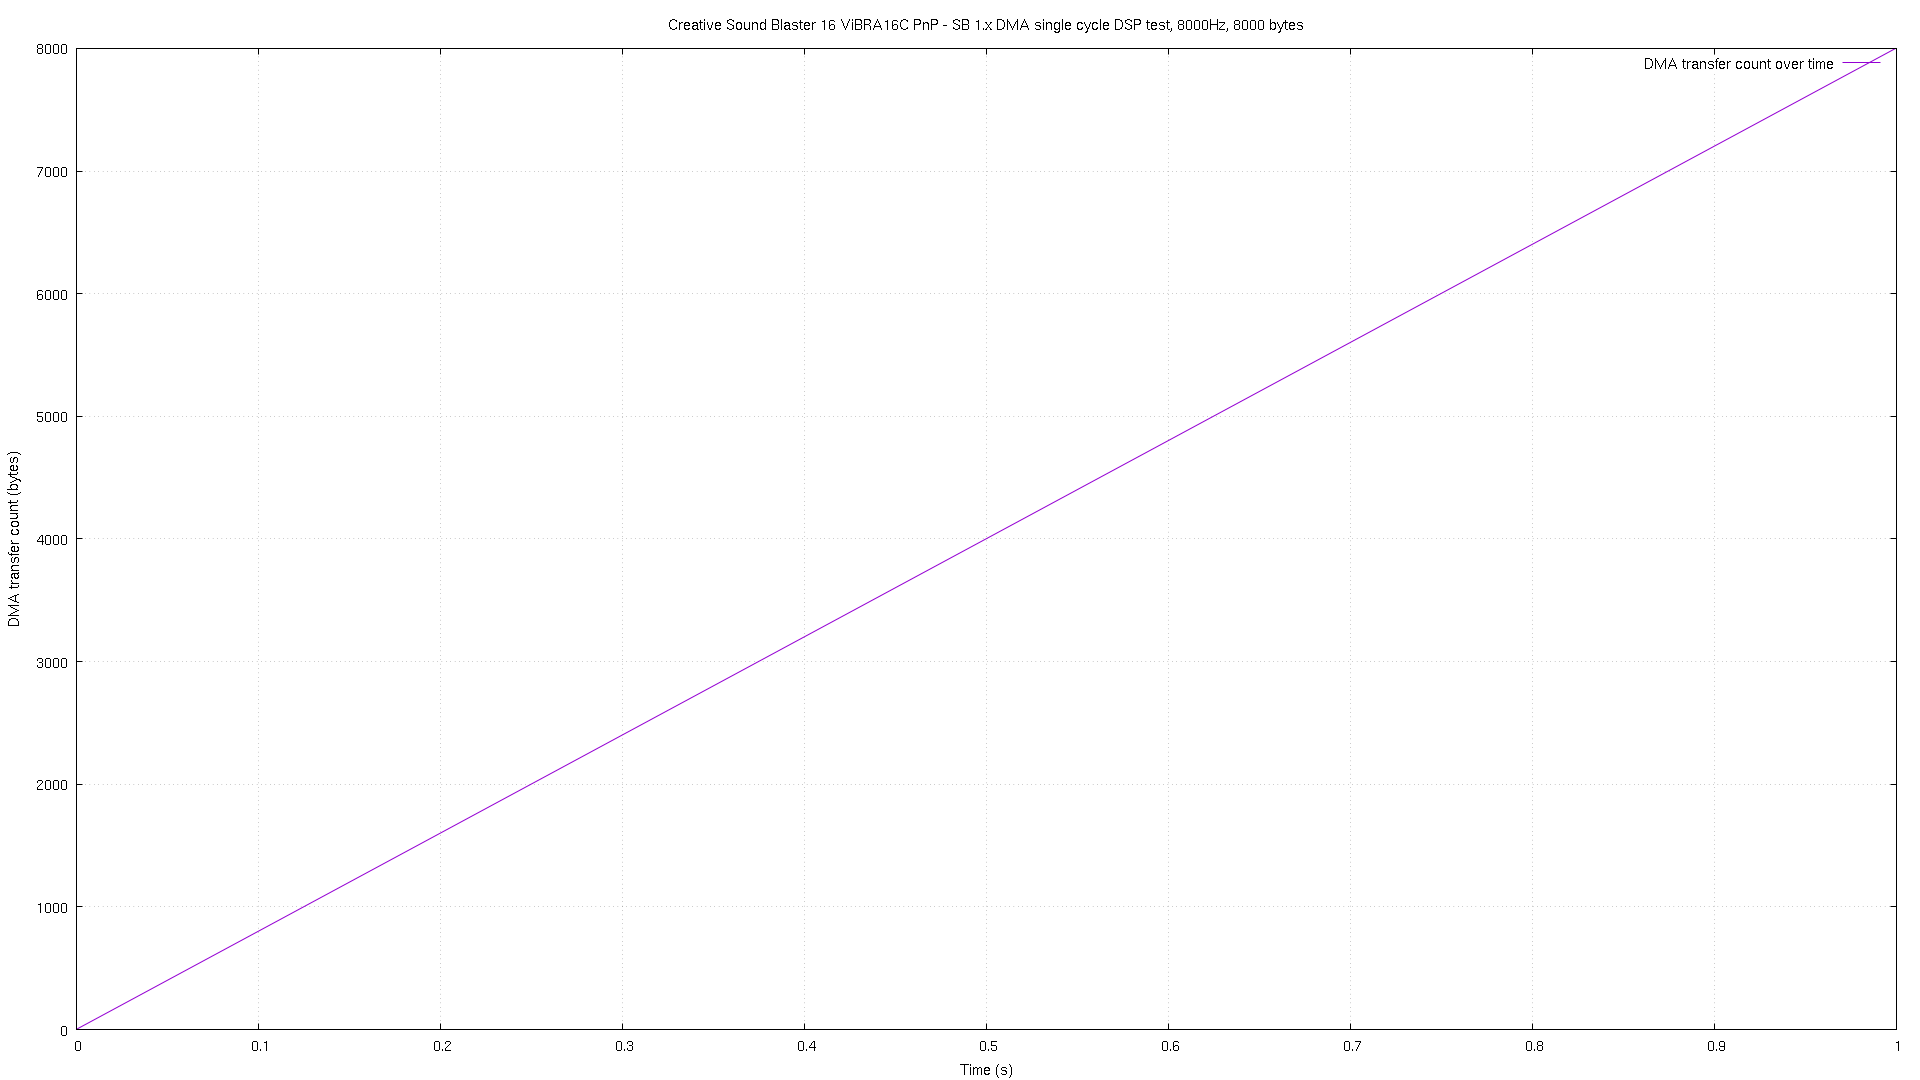 Creative Sound Blaster 16 ViBRA16C PnP - SB 1.x DMA single cycle DSP test, 8000Hz, 8000 bytes
DMA transfer count over time
8000
7000
6000
5000
4000
3000
2000
1000
0
DMA transfer count (bytes)
0 0.1 0.2 0.3 0.4 0.5 0.6 0.7 0.8 0.9 1
Time (s)